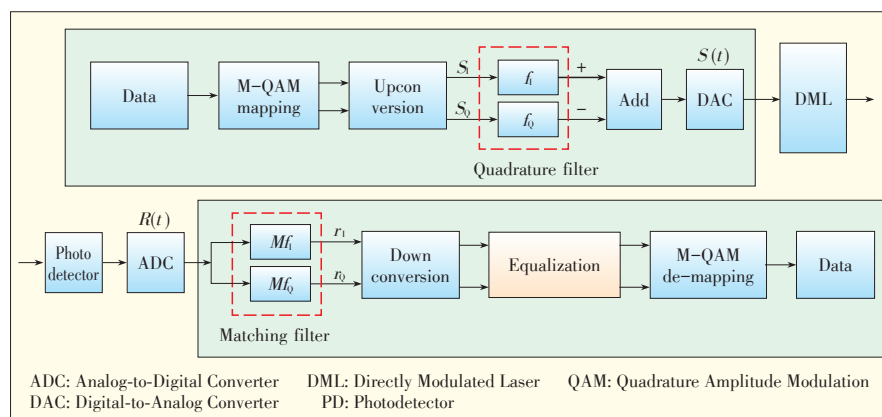 S(t)
Data
M-QAM
mapping
Upcon
version
S_I
S_Q
f_I
f_Q
+
−
Add
DAC
DML
Quadrature filter
R(t)
Photo
detector
ADC
Mf_I
Mf_Q
r_I
r_Q
Down
conversion
Equalization
M-QAM
de-mapping
Data
Matching filter
ADC: Analog-to-Digital Converter DML: Directly Modulated Laser QAM: Quadrature Amplitude Modulation
DAC: Digital-to-Analog Converter PD: Photodetector